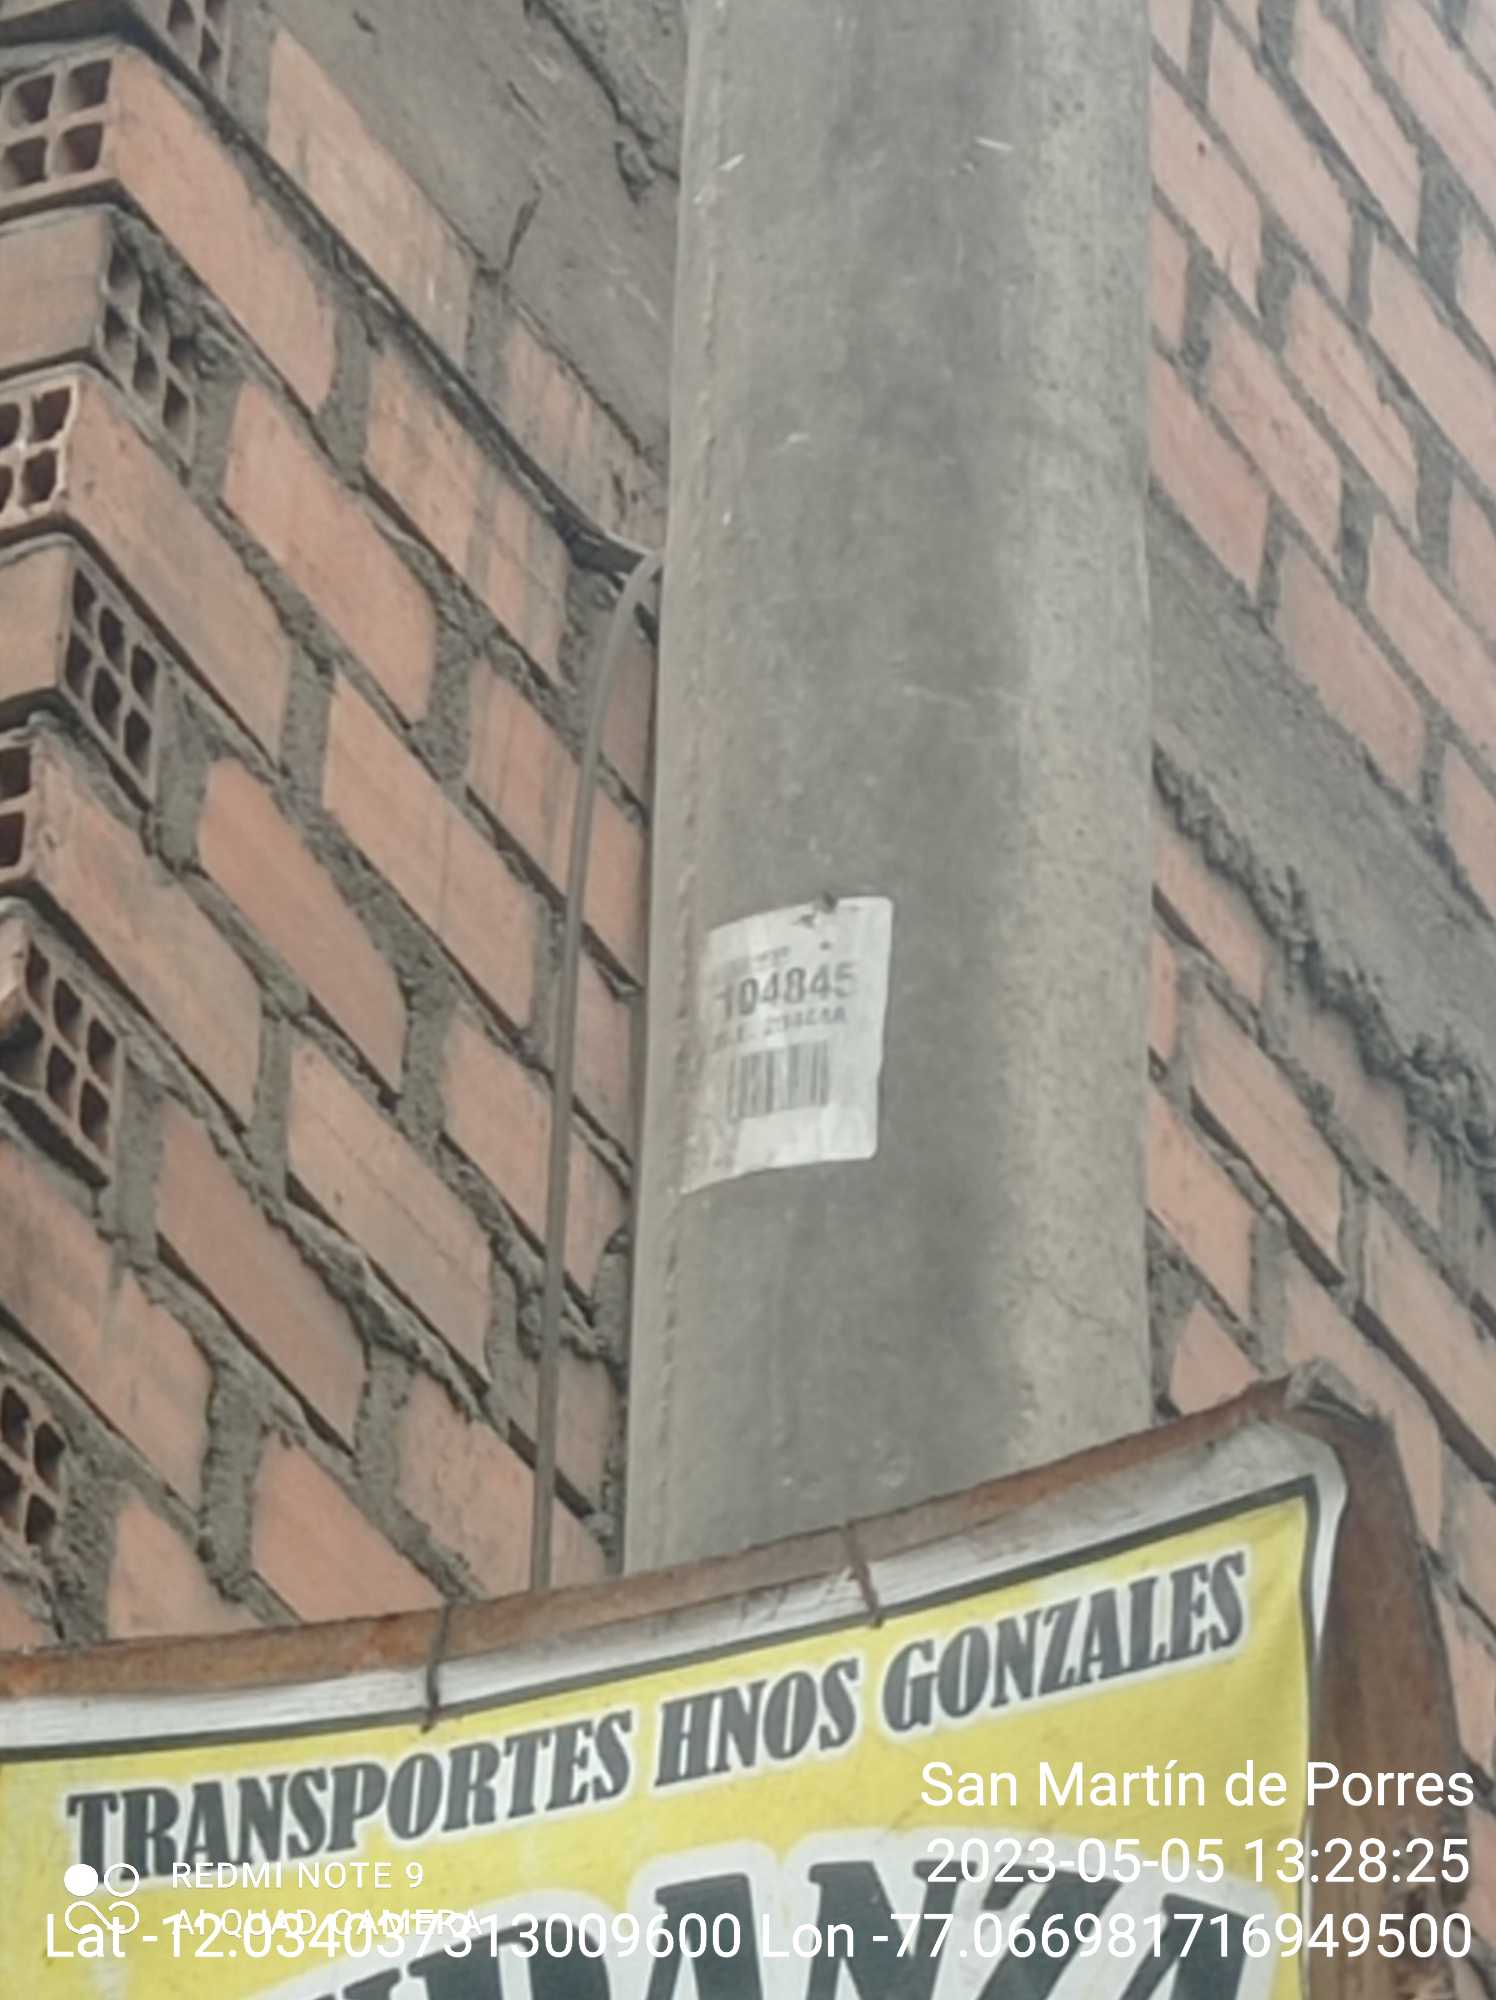 104845
TRANSPORTES HNOS GONZALES
San Martín de Porres
2023-05-05 13:28:25
REDMI NOTE 9
AI QUAD CAMERA
Lat -12.034037313009600 Lon -77.066981716949500